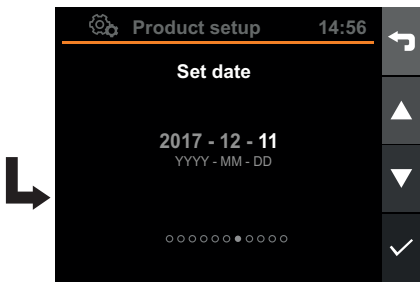 Product setup 14:56
Set date
2017 - 12 - 11
YYYY - MM - DD